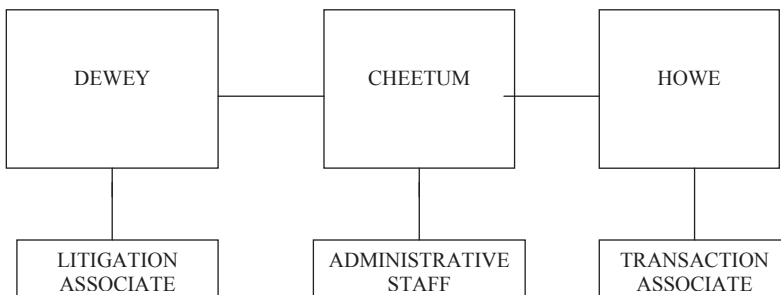 DEWEY
CHEETUM
HOWE
LITIGATION
ASSOCIATE
ADMINISTRATIVE
STAFF
TRANSACTION
ASSOCIATE